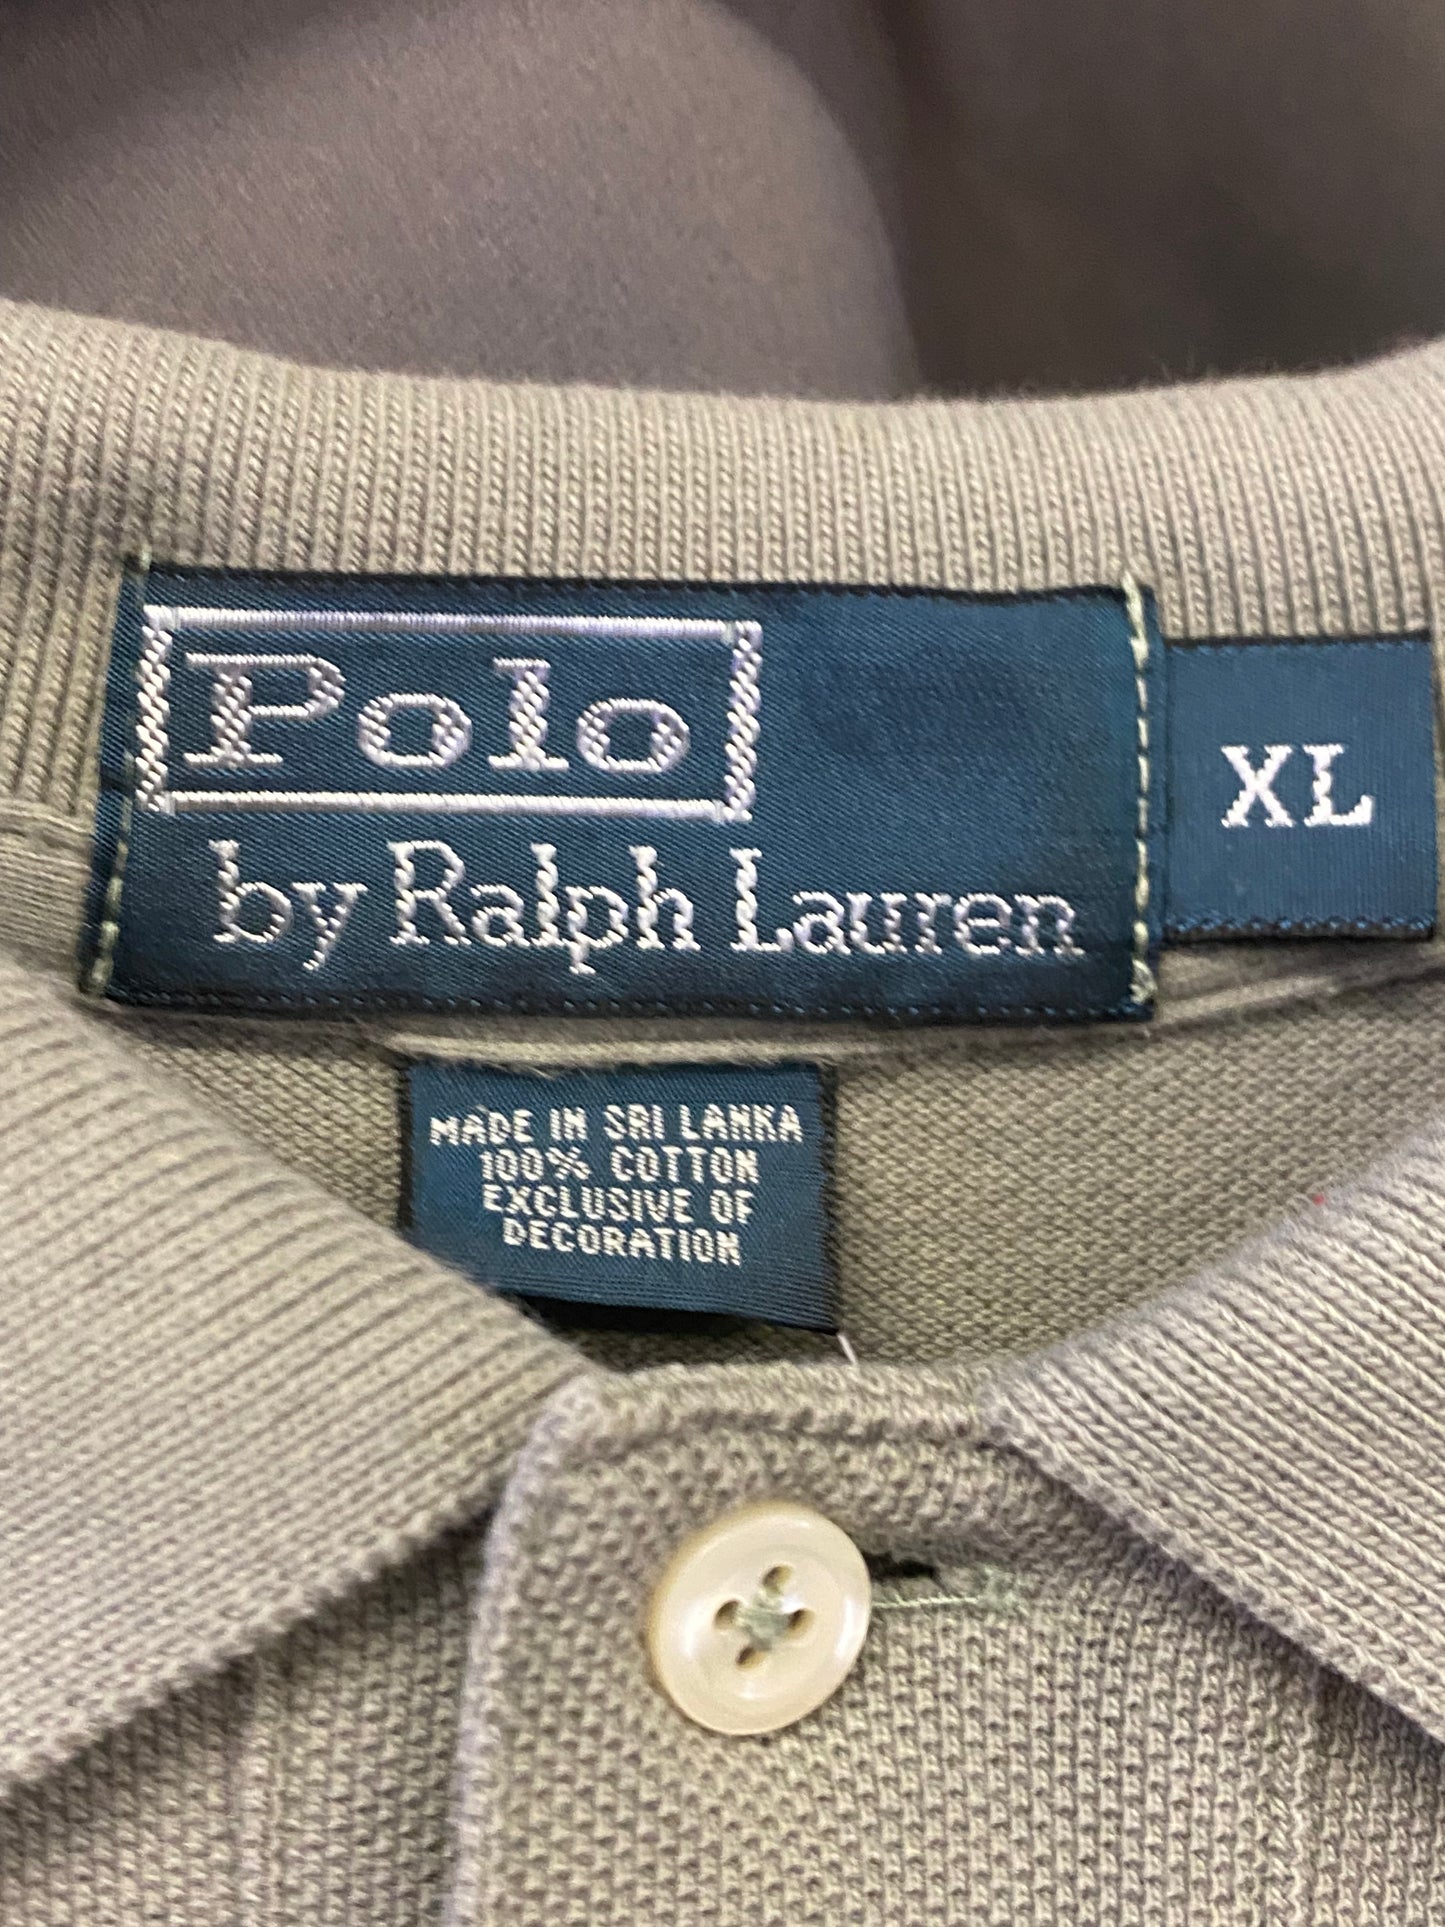 Polo
by Ralph Lauren
XL
MADE IN SRI LANKA
100% COTTON
EXCLUSIVE OF
DECORATION